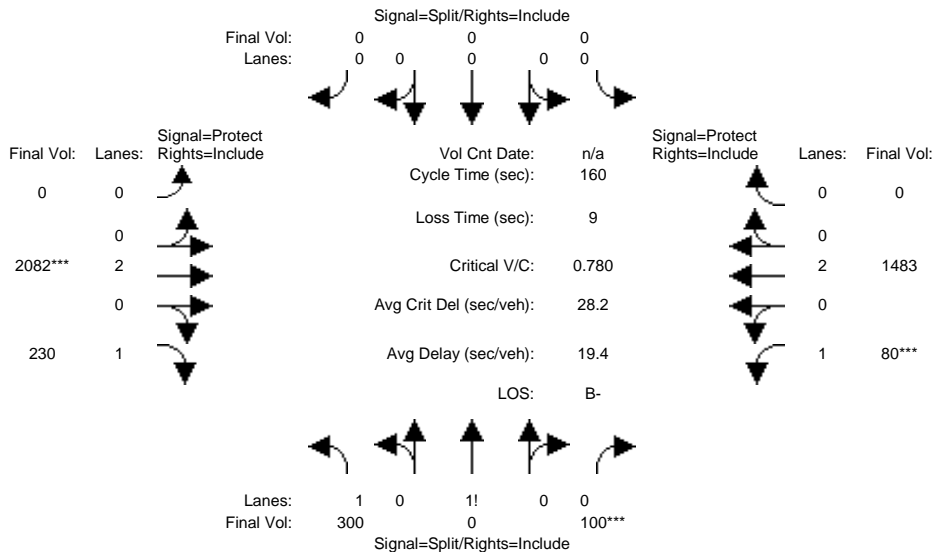 Signal=Split/Rights=Include
Final Vol: 0 0 0
Lanes: 0 0 0 0 0
Signal=Protect Signal=Protect
Final Vol: Lanes: Rights=Include Vol Cnt Date: n/a Rights=Include Lanes: Final Vol:
Cycle Time (sec): 160
0 0 0 0
Loss Time (sec): 9
0 0
2082*** 2 Critical V/C: 0.780 2 1483
0 Avg Crit Del (sec/veh): 28.2 0
230 1 Avg Delay (sec/veh): 19.4 1 80***
LOS: B-
Lanes: 1 0 1! 0 0
Final Vol: 300 0 100***
Signal=Split/Rights=Include